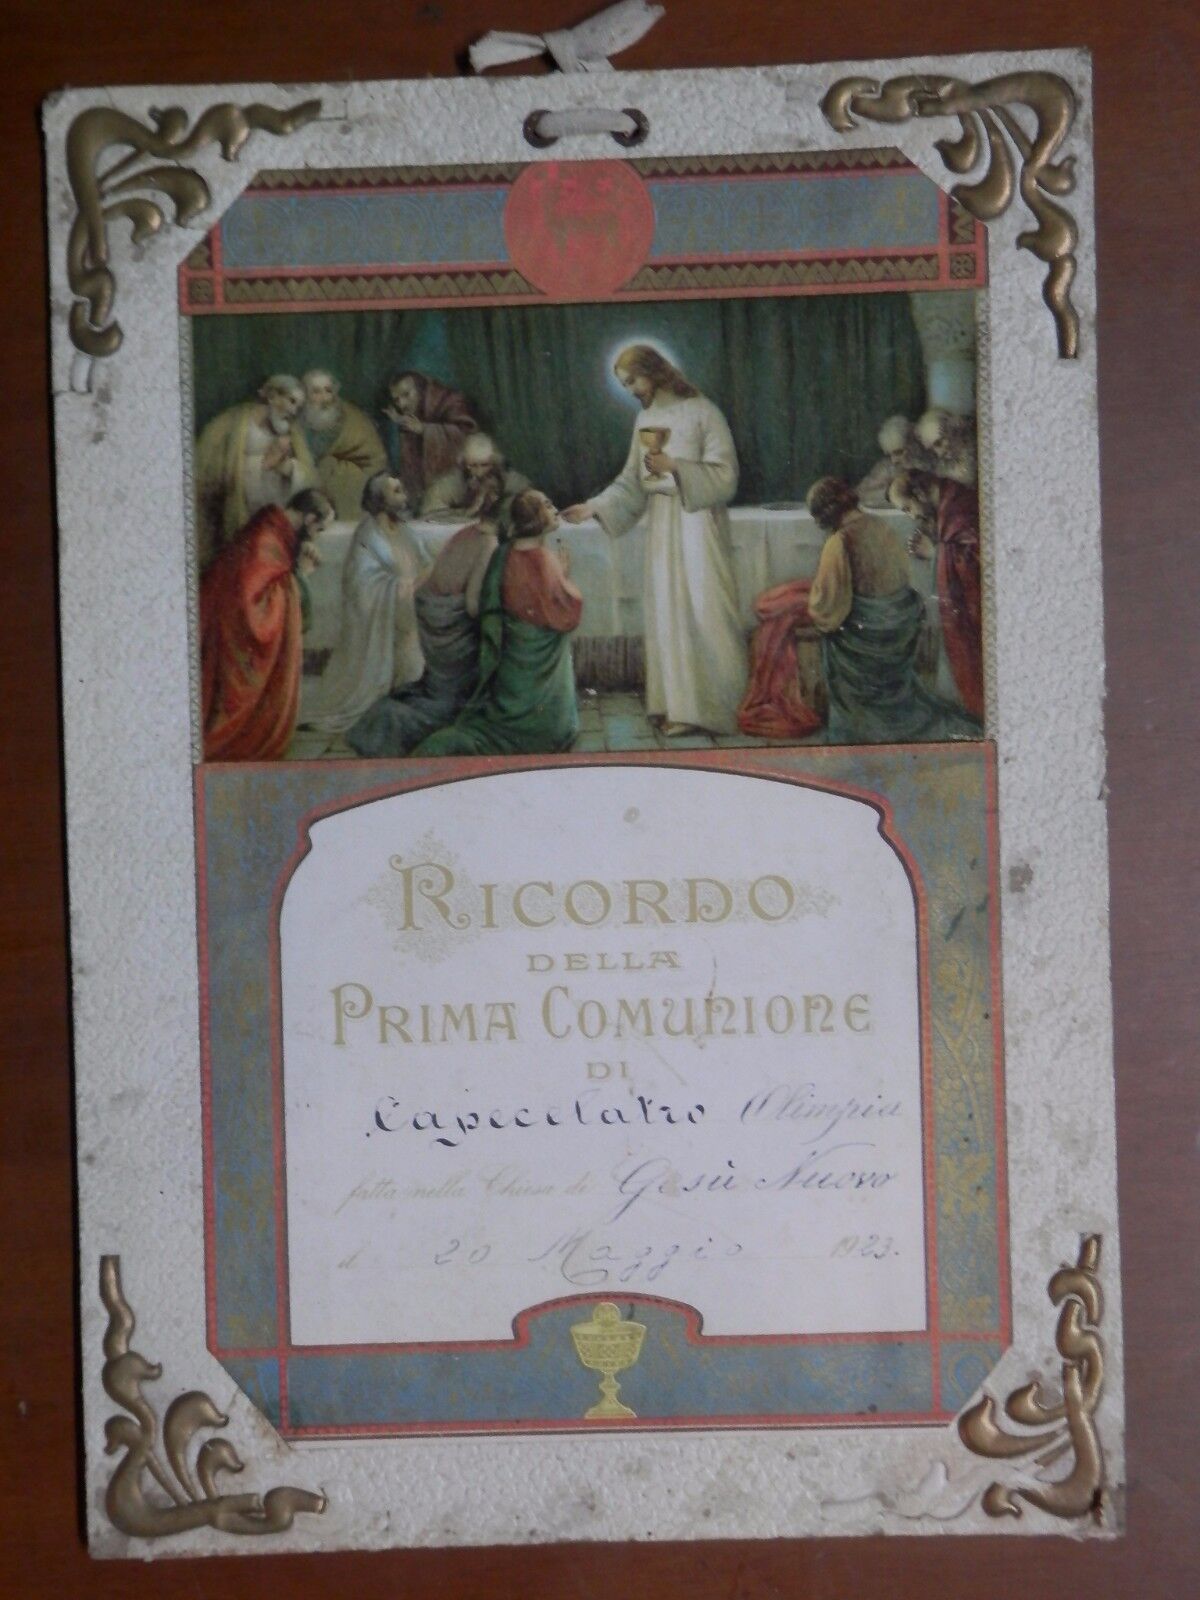 RICORDO
DELLA
PRIMA COMUNIONE
DI
Capecelatro Olimpia
fatta nella Chiesa di Gesù Nuovo
il 20 Maggio 1923.